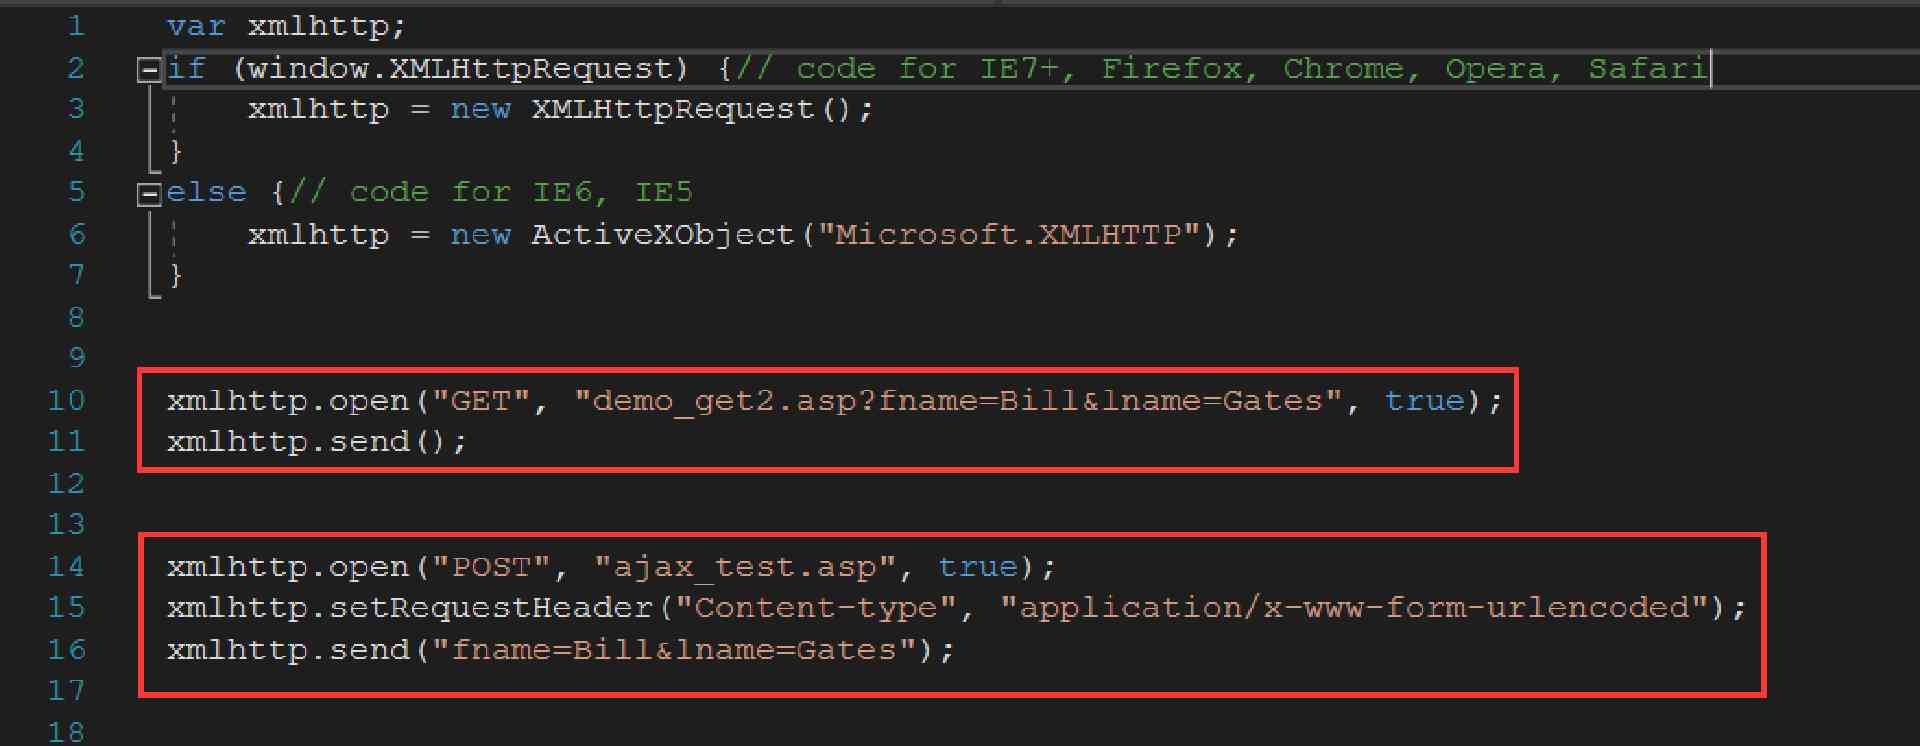 1 var xmlhttp;
2 if (window.XMLHttpRequest) {// code for IE7+, Firefox, Chrome, Opera, Safari
3 xmlhttp = new XMLHttpRequest();
4 }
5 else {// code for IE6, IE5
6 xmlhttp = new ActiveXObject("Microsoft.XMLHTTP");
7 }
8
9
10 xmlhttp.open("GET", "demo_get2.asp?fname=Bill&lname=Gates", true);
11 xmlhttp.send();
12
13
14 xmlhttp.open("POST", "ajax_test.asp", true);
15 xmlhttp.setRequestHeader("Content-type", "application/x-www-form-urlencoded");
16 xmlhttp.send("fname=Bill&lname=Gates");
17
18